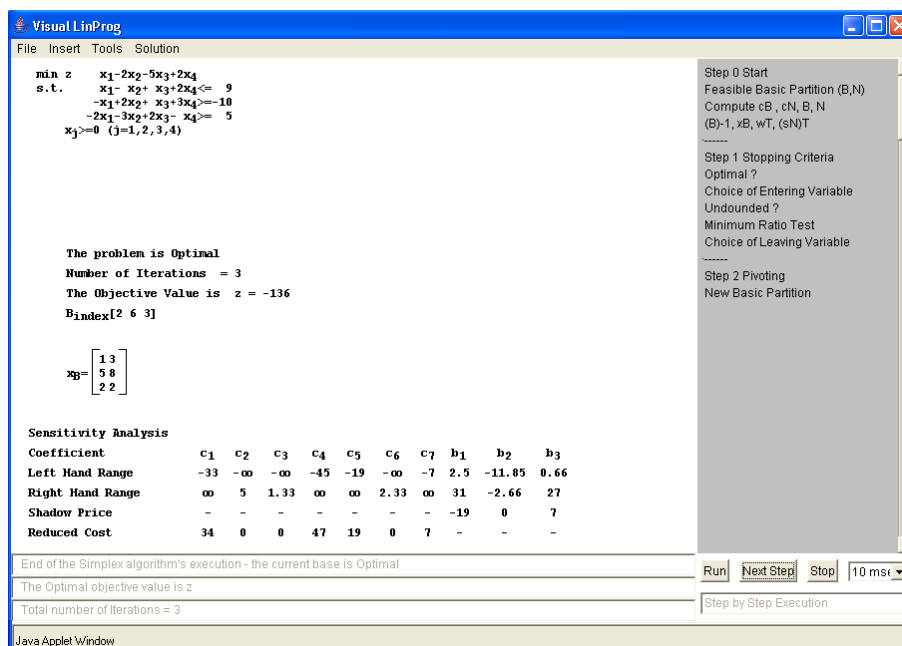 Visual LinProg
File Insert Tools Solution
min z x1-2x2-5x3+2x4
s.t. x1- x2+ x3+2x4<= 9
-x1+2x2+ x3+3x4>=-10
-2x1-3x2+2x3- x4>= 5
xj>=0 (j=1,2,3,4)
The problem is Optimal
Number of Iterations = 3
The Objective Value is z = -136
Bindex[2 6 3]
xB=
1 3
5 8
2 2
Sensitivity Analysis
Coefficient c1 c2 c3 c4 c5 c6 c7 b1 b2 b3
Left Hand Range -33 -∞ -∞ -45 -19 -∞ -7 2.5 -11.85 0.66
Right Hand Range ∞ 5 1.33 ∞ ∞ 2.33 ∞ 31 -2.66 27
Shadow Price - - - - - - - -19 0 7
Reduced Cost 34 0 0 47 19 0 7 - - -
Step 0 Start
Feasible Basic Partition (B,N)
Compute cB , cN, B, N
(B)-1, xB, wT, (sN)T
------
Step 1 Stopping Criteria
Optimal ?
Choice of Entering Variable
Undounded ?
Minimum Ratio Test
Choice of Leaving Variable
------
Step 2 Pivoting
New Basic Partition
End of the Simplex algorithm's execution - the current base is Optimal
The Optimal objective value is z
Total number of Iterations = 3
Run Next Step Stop 10 mse
Step by Step Execution
Java Applet Window